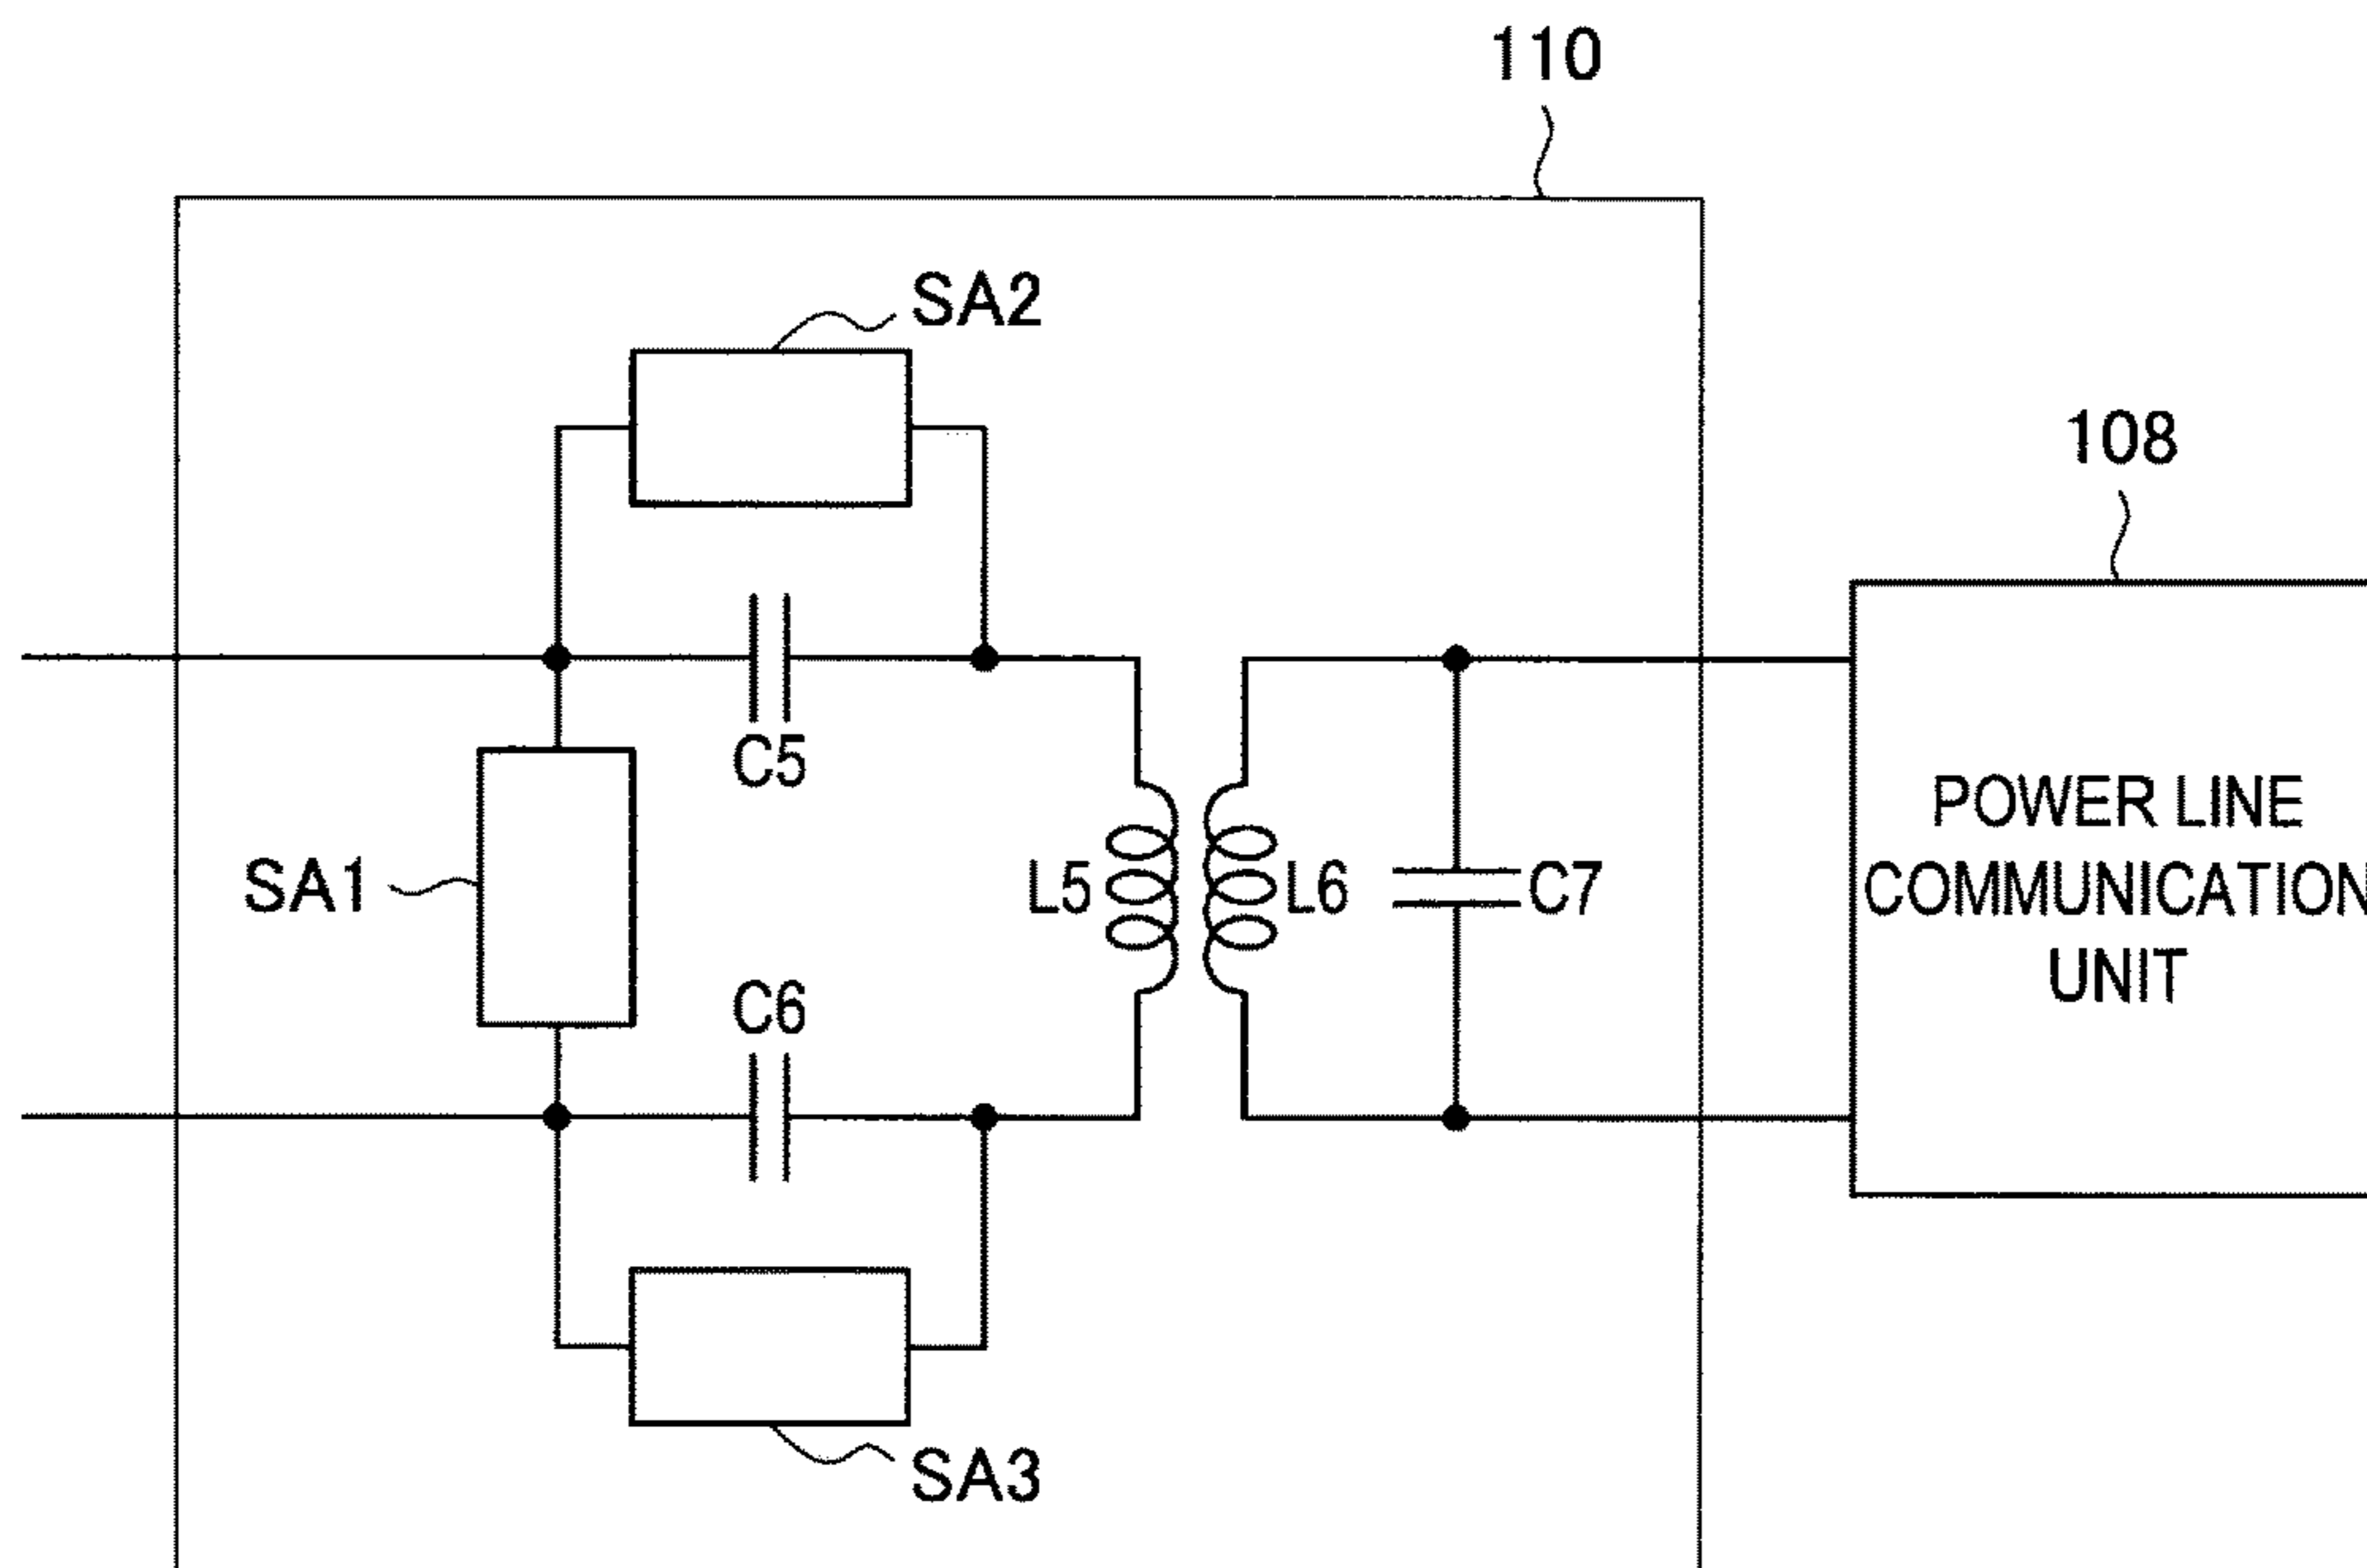 110
SA2
108
C5
SA1
L5
L6
C7
POWER LINE
COMMUNICATION
UNIT
C6
SA3